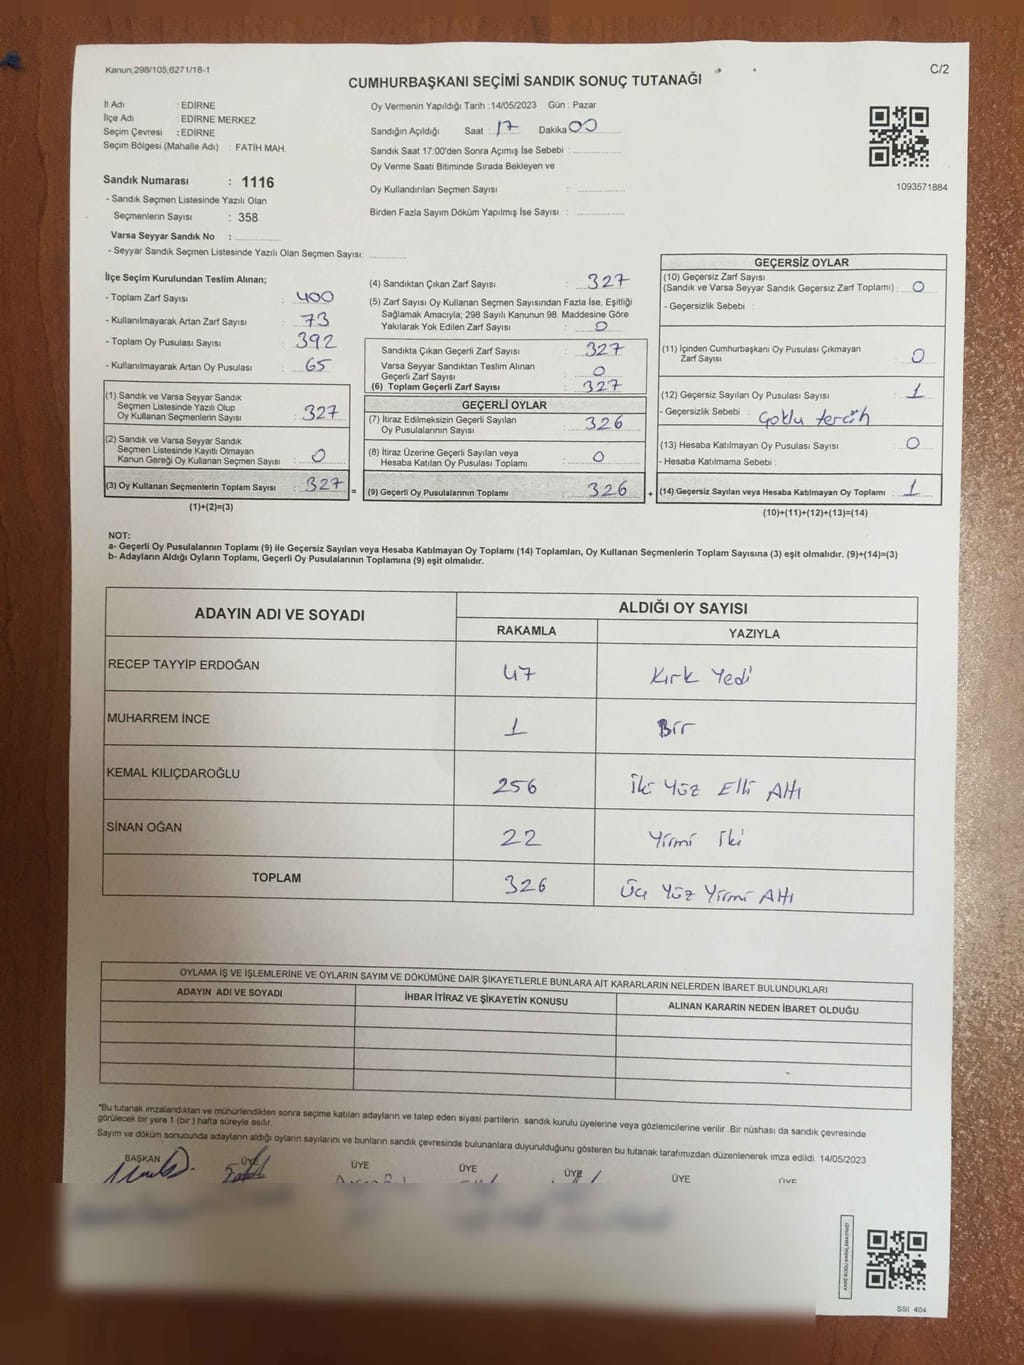 Kanun;298/105;6271/18-1
C/2
CUMHURBAŞKANI SEÇİMİ SANDIK SONUÇ TUTANAĞI
İl Adı : EDİRNE
İlçe Adı : EDİRNE MERKEZ
Seçim Çevresi : EDİRNE
Seçim Bölgesi (Mahalle Adı) : FATİH MAH.
Sandık Numarası : 1116
- Sandık Seçmen Listesinde Yazılı Olan
Seçmenlerin Sayısı : 358
Varsa Seyyar Sandık No :
- Seyyar Sandık Seçmen Listesinde Yazılı Olan Seçmen Sayısı:
Oy Vermenin Yapıldığı Tarih :14/05/2023 Gün : Pazar
Sandığın Açıldığı Saat : 17 Dakika 00
Sandık Saat 17:00'den Sonra Açımış İse Sebebi :
Oy Verme Saati Bitiminde Sırada Bekleyen ve
Oy Kullandırılan Seçmen Sayısı :
Birden Fazla Sayım Döküm Yapılmış İse Sayısı :
1093571884
İlçe Seçim Kurulundan Teslim Alınan;
- Toplam Zarf Sayısı : 400
- Kullanılmayarak Artan Zarf Sayısı : 73
- Toplam Oy Pusulası Sayısı : 392
- Kullanılmayarak Artan Oy Pusulası : 65
(1) Sandık ve Varsa Seyyar Sandık
Seçmen Listesinde Yazılı Olup
Oy Kullanan Seçmenlerin Sayısı : 327
(2) Sandık ve Varsa Seyyar Sandık
Seçmen Listesinde Kayıtlı Olmayan
Kanun Gereği Oy Kullanan Seçmen Sayısı : 0
(3) Oy Kullanan Seçmenlerin Toplam Sayısı : 327 =
(1)+(2)=(3)
(4) Sandıktan Çıkan Zarf Sayısı : 327
(5) Zarf Sayısı Oy Kullanan Seçmen Sayısından Fazla İse, Eşitliği
Sağlamak Amacıyla; 298 Sayılı Kanunun 98. Maddesine Göre
Yakılarak Yok Edilen Zarf Sayısı : 0
Sandıkta Çıkan Geçerli Zarf Sayısı : 327
Varsa Seyyar Sandıktan Teslim Alınan
Geçerli Zarf Sayısı : 0
(6) Toplam Geçerli Zarf Sayısı : 327
GEÇERLİ OYLAR
(7) İtiraz Edilmeksizin Geçerli Sayılan
Oy Pusulalarının Sayısı : 326
(8) İtiraz Üzerine Geçerli Sayılan veya
Hesaba Katılan Oy Pusulası Toplamı : 0
(9) Geçerli Oy Pusulalarının Toplamı : 326 +
GEÇERSİZ OYLAR
(10) Geçersiz Zarf Sayısı
(Sandık ve Varsa Seyyar Sandık Geçersiz Zarf Toplamı) : 0
- Geçersizlik Sebebi :
(11) İçinden Cumhurbaşkanı Oy Pusulası Çıkmayan
Zarf Sayısı : 0
(12) Geçersiz Sayılan Oy Pusulası Sayısı : 1
- Geçersizlik Sebebi : Çoklu tercih
(13) Hesaba Katılmayan Oy Pusulası Sayısı : 0
- Hesaba Katılmama Sebebi :
(14) Geçersiz Sayılan veya Hesaba Katılmayan Oy Toplamı : 1
(10)+(11)+(12)+(13)=(14)
NOT:
a- Geçerli Oy Pusulalarının Toplamı (9) ile Geçersiz Sayılan veya Hesaba Katılmayan Oy Toplamı (14) Toplamları, Oy Kullanan Seçmenlerin Toplam Sayısına (3) eşit olmalıdır. (9)+(14)=(3)
b- Adayların Aldığı Oyların Toplamı, Geçerli Oy Pusulalarının Toplamına (9) eşit olmalıdır.
ADAYIN ADI VE SOYADI ALDIĞI OY SAYISI
RAKAMLA YAZIYLA
RECEP TAYYİP ERDOĞAN 47 Kırk Yedi
MUHARREM İNCE 1 Bir
KEMAL KILIÇDAROĞLU 256 İki Yüz Elli Altı
SİNAN OĞAN 22 Yirmi İki
TOPLAM 326 Üç Yüz Yirmi Altı
OYLAMA İŞ VE İŞLEMLERİNE VE OYLARIN SAYIM VE DÖKÜMÜNE DAİR ŞİKAYETLERLE BUNLARA AİT KARARLARIN NELERDEN İBARET BULUNDUKLARI
ADAYIN ADI VE SOYADI İHBAR İTİRAZ VE ŞİKAYETİN KONUSU ALINAN KARARIN NEDEN İBARET OLDUĞU
*Bu tutanak imzalandıktan ve mühürlendikten sonra seçime katılan adayların ve talep eden siyasi partilerin sandık kurulu üyelerine veya gözlemcilerine verilir. Bir nüshası da sandık çevresinde
görülecek bir yere 1 (bir) hafta süreyle asılır.
Sayım ve döküm sonucunda adayların aldığı oyların sayılarını ve bunların sandık çevresinde bulunanlara duyurulduğunu gösteren bu tutanak tarafımızdan düzenlenerek imza edildi. 14/05/2023
BAŞKAN ÜYE ÜYE ÜYE ÜYE ÜYE ÜYE
SSI: 404